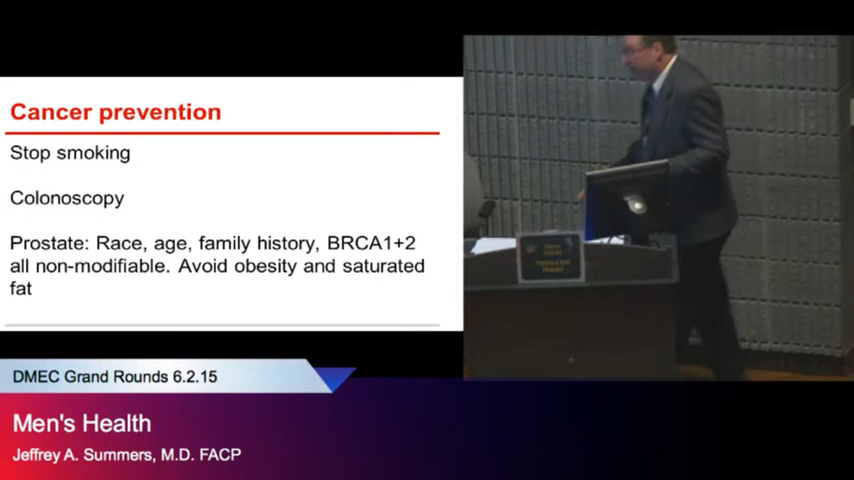 Cancer prevention
Stop smoking
Colonoscopy
Prostate: Race, age, family history, BRCA1+2
all non-modifiable. Avoid obesity and saturated
fat
DMEC Grand Rounds 6.2.15
Men's Health
Jeffrey A. Summers, M.D. FACP